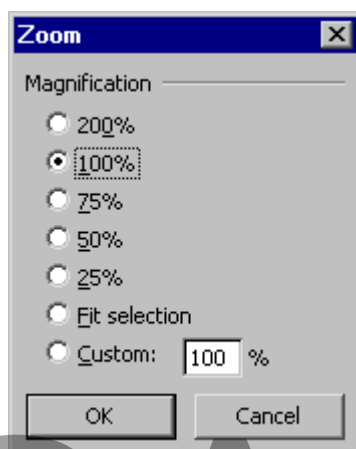 Zoom
Magnification
200%
100%
75%
50%
25%
Fit selection
Custom: 100 %
OK Cancel